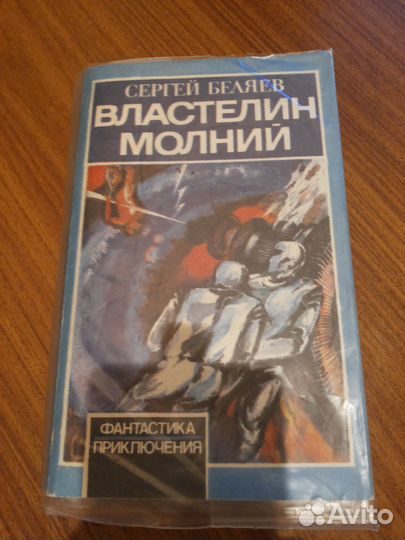 СЕРГЕЙ БЕЛЯЕВ
ВЛАСТЕЛИН
МОЛНИЙ
ФАНТАСТИКА
ПРИКЛЮЧЕНИЯ
Avito